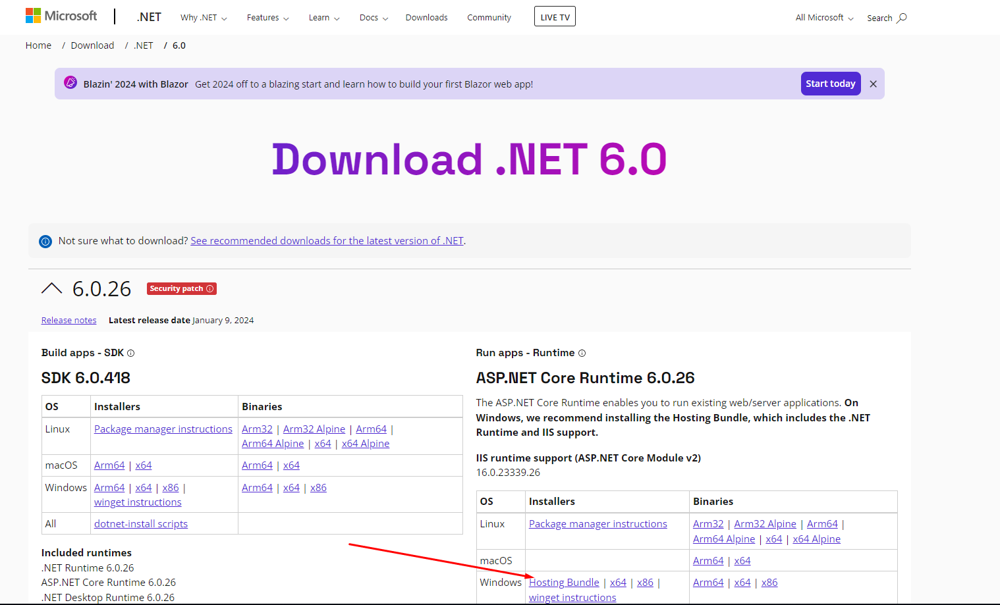 Microsoft | .NET Why .NET Features Learn Docs Downloads Community LIVE TV All Microsoft Search
Home / Download / .NET / 6.0
Blazin' 2024 with Blazor Get 2024 off to a blazing start and learn how to build your first Blazor web app! Start today
Download .NET 6.0
Not sure what to download? See recommended downloads for the latest version of .NET.
6.0.26 Security patch
Release notes Latest release date January 9, 2024
Build apps - SDK
SDK 6.0.418
OS Installers Binaries
Linux Package manager instructions Arm32 | Arm32 Alpine | Arm64 |
Arm64 Alpine | x64 | x64 Alpine
macOS Arm64 | x64 Arm64 | x64
Windows Arm64 | x64 | x86 | Arm64 | x64 | x86
winget instructions
All dotnet-install scripts
Included runtimes
.NET Runtime 6.0.26
ASP.NET Core Runtime 6.0.26
.NET Desktop Runtime 6.0.26
Run apps - Runtime
ASP.NET Core Runtime 6.0.26
The ASP.NET Core Runtime enables you to run existing web/server applications. On
Windows, we recommend installing the Hosting Bundle, which includes the .NET
Runtime and IIS support.
IIS runtime support (ASP.NET Core Module v2)
16.0.23339.26
OS Installers Binaries
Linux Package manager instructions Arm32 | Arm32 Alpine | Arm64 |
Arm64 Alpine | x64 | x64 Alpine
macOS Arm64 | x64
Windows Hosting Bundle | x64 | x86 | Arm64 | x64 | x86
winget instructions